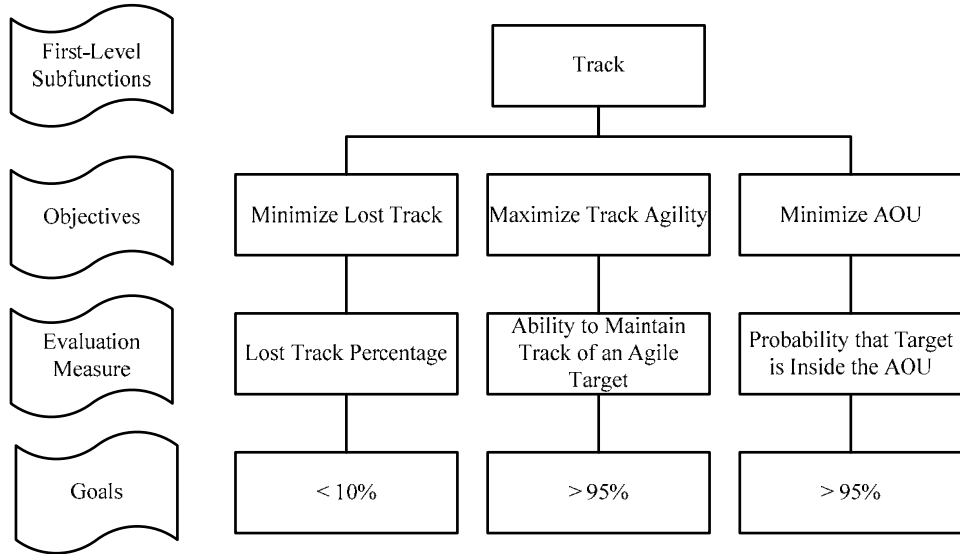 First-Level
Subfunctions
Track
Objectives
Minimize Lost Track
Maximize Track Agility
Minimize AOU
Evaluation
Measure
Lost Track Percentage
Ability to Maintain
Track of an Agile
Target
Probability that Target
is Inside the AOU
Goals
< 10%
> 95%
> 95%